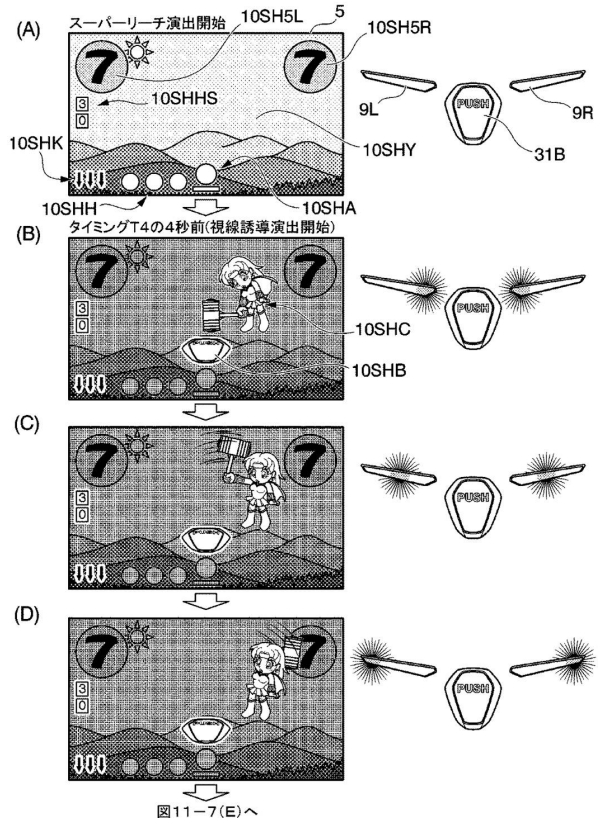 (A)
スーパーリーチ演出開始
10SH5L
5
10SH5R
7
7
3
0
10SHHS
PUSH
9L
9R
31B
10SHY
10SHK
10SHH
10SHA
(B)
タイミングT4の4秒前(視線誘導演出開始)
7
7
3
0
PUSH
10SHC
10SHB
(C)
7
7
3
0
PUSH
(D)
7
7
3
0
PUSH
図11-7(E)へ